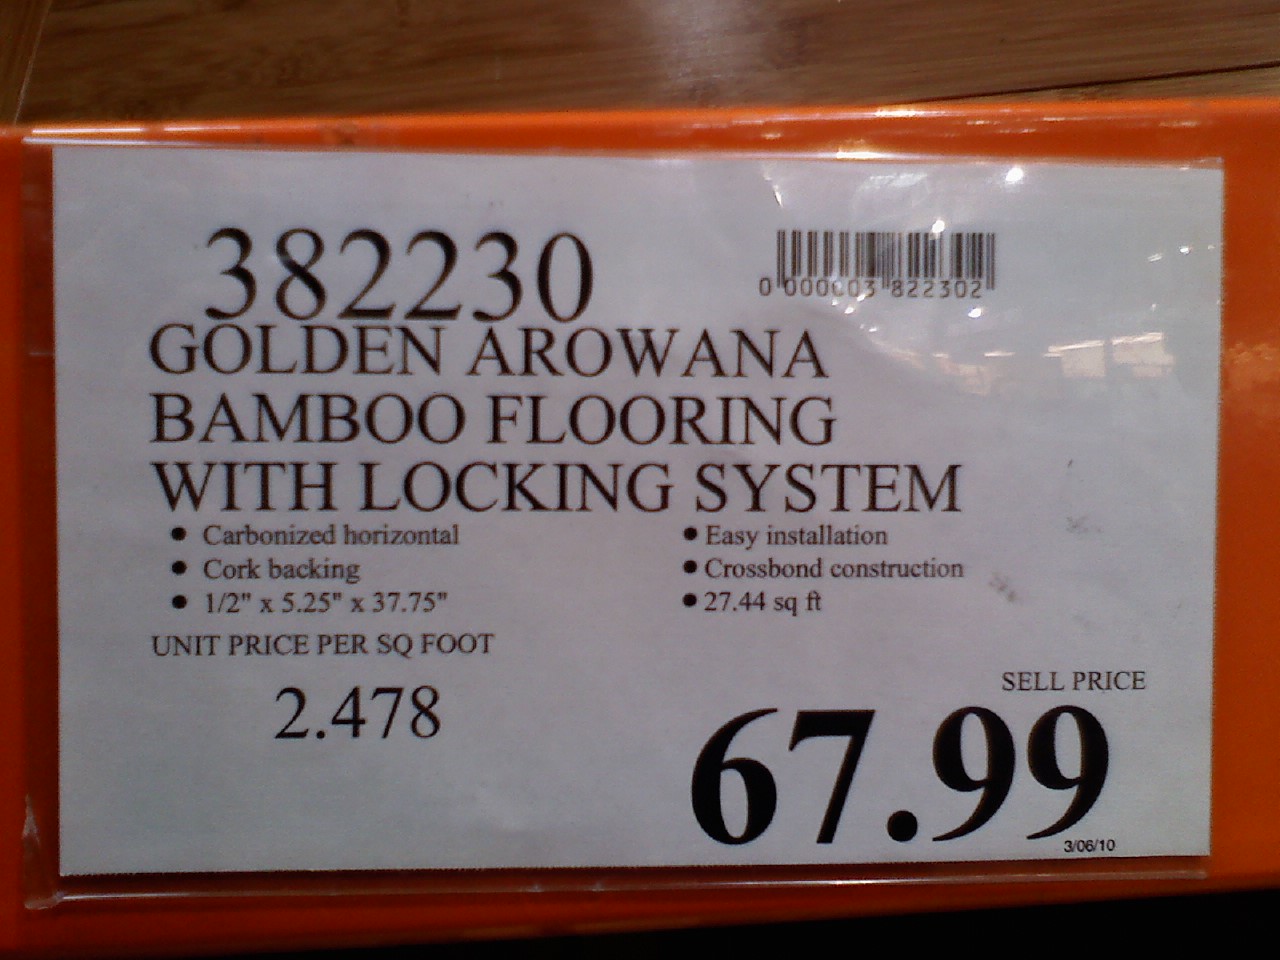 382230
0 000003 822302
GOLDEN AROWANA
BAMBOO FLOORING
WITH LOCKING SYSTEM
• Carbonized horizontal
• Cork backing
• 1/2" x 5.25" x 37.75"
• Easy installation
• Crossbond construction
• 27.44 sq ft
UNIT PRICE PER SQ FOOT
2.478
SELL PRICE
67.99
3/06/10